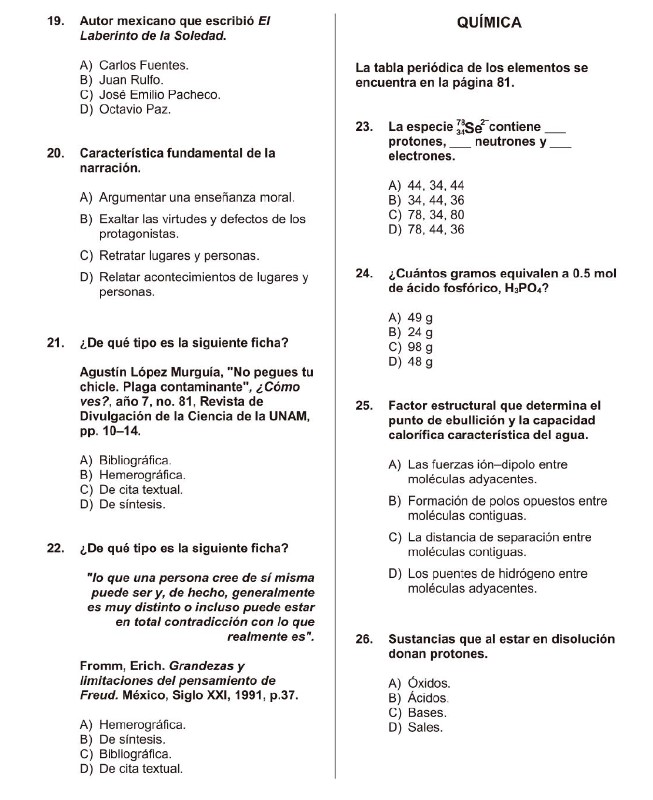 19. Autor mexicano que escribió El
Laberinto de la Soledad.
A) Carlos Fuentes.
B) Juan Rulfo.
C) José Emilio Pacheco.
D) Octavio Paz.
20. Característica fundamental de la
narración.
A) Argumentar una enseñanza moral.
B) Exaltar las virtudes y defectos de los
protagonistas.
C) Retratar lugares y personas.
D) Relatar acontecimientos de lugares y
personas.
21. ¿De qué tipo es la siguiente ficha?
Agustín López Murguía, "No pegues tu
chicle. Plaga contaminante", ¿Cómo
ves?, año 7, no. 81, Revista de
Divulgación de la Ciencia de la UNAM,
pp. 10–14.
A) Bibliográfica.
B) Hemerográfica.
C) De cita textual.
D) De síntesis.
22. ¿De qué tipo es la siguiente ficha?
"lo que una persona cree de sí misma
puede ser y, de hecho, generalmente
es muy distinto o incluso puede estar
en total contradicción con lo que
realmente es".
Fromm, Erich. Grandezas y
limitaciones del pensamiento de
Freud. México, Siglo XXI, 1991, p.37.
A) Hemerográfica.
B) De síntesis.
C) Bibliográfica.
D) De cita textual.
QUÍMICA
La tabla periódica de los elementos se
encuentra en la página 81.
23. La especie ⁷⁸₃₄Se²⁻ contiene ___
protones, ___ neutrones y ___
electrones.
A) 44, 34, 44
B) 34, 44, 36
C) 78, 34, 80
D) 78, 44, 36
24. ¿Cuántos gramos equivalen a 0.5 mol
de ácido fosfórico, H₃PO₄?
A) 49 g
B) 24 g
C) 98 g
D) 48 g
25. Factor estructural que determina el
punto de ebullición y la capacidad
calorífica característica del agua.
A) Las fuerzas ión–dipolo entre
moléculas adyacentes.
B) Formación de polos opuestos entre
moléculas contiguas.
C) La distancia de separación entre
moléculas contiguas.
D) Los puentes de hidrógeno entre
moléculas adyacentes.
26. Sustancias que al estar en disolución
donan protones.
A) Óxidos.
B) Ácidos.
C) Bases.
D) Sales.